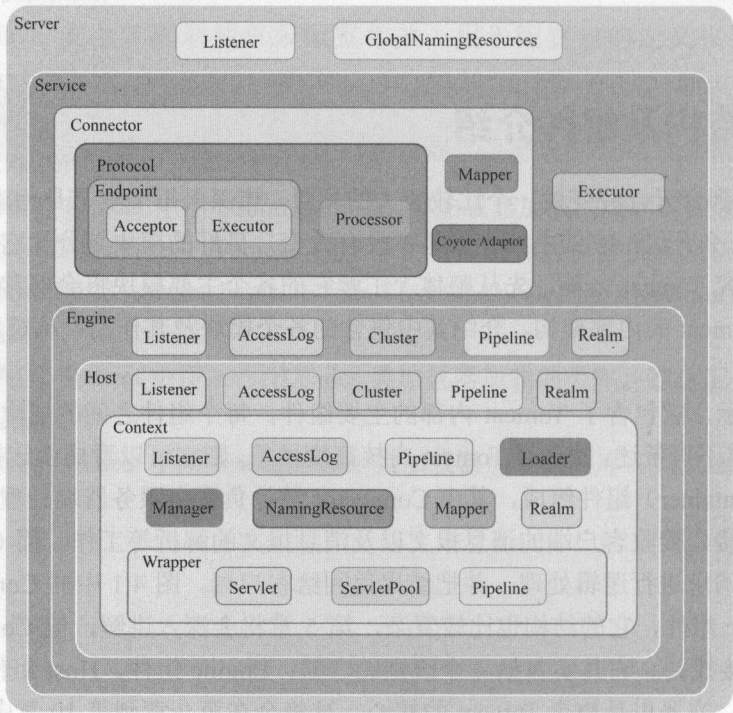 Server
Listener
GlobalNamingResources
Service
Connector
Protocol
Endpoint
Acceptor
Executor
Processor
Mapper
Coyote Adaptor
Executor
Engine
Listener
AccessLog
Cluster
Pipeline
Realm
Host
Listener
AccessLog
Cluster
Pipeline
Realm
Context
Listener
AccessLog
Pipeline
Loader
Manager
NamingResource
Mapper
Realm
Wrapper
Servlet
ServletPool
Pipeline